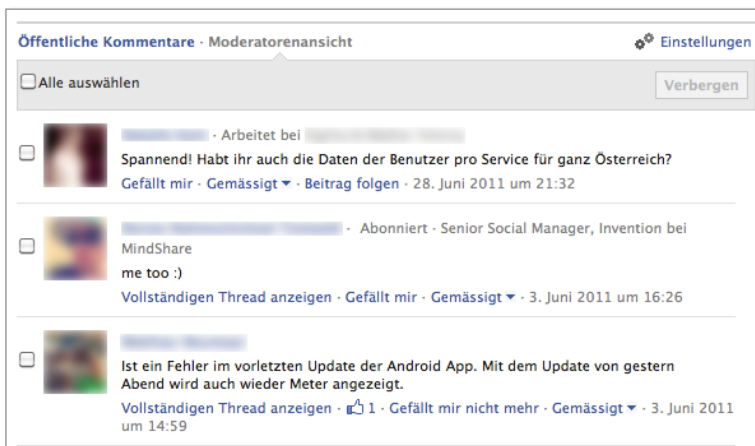 Öffentliche Kommentare · Moderatorenansicht
Einstellungen
Alle auswählen
Verbergen
· Arbeitet bei
Spannend! Habt ihr auch die Daten der Benutzer pro Service für ganz Österreich?
Gefällt mir · Gemässigt ▾ · Beitrag folgen · 28. Juni 2011 um 21:32
· Abonniert · Senior Social Manager, Invention bei
MindShare
me too :)
Vollständigen Thread anzeigen · Gefällt mir · Gemässigt ▾ · 3. Juni 2011 um 16:26
Ist ein Fehler im vorletzten Update der Android App. Mit dem Update von gestern
Abend wird auch wieder Meter angezeigt.
Vollständigen Thread anzeigen · 1 · Gefällt mir nicht mehr · Gemässigt ▾ · 3. Juni 2011
um 14:59